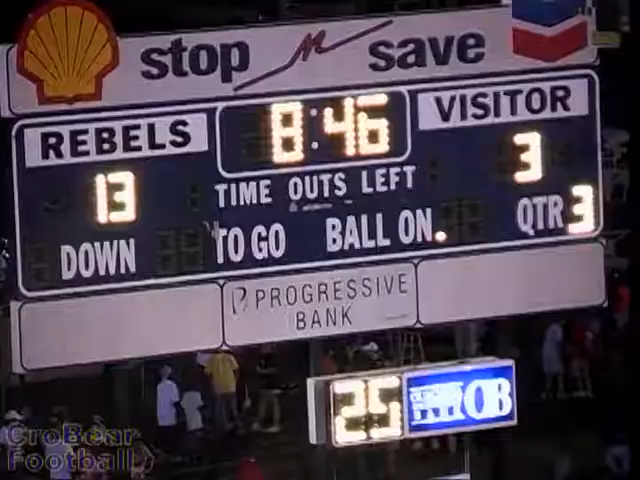 stop save
REBELS 8:46 VISITOR
13 TIME OUTS LEFT 3
DOWN TO GO BALL ON QTR 3
PROGRESSIVE
BANK
25 OB
CroBear
Football